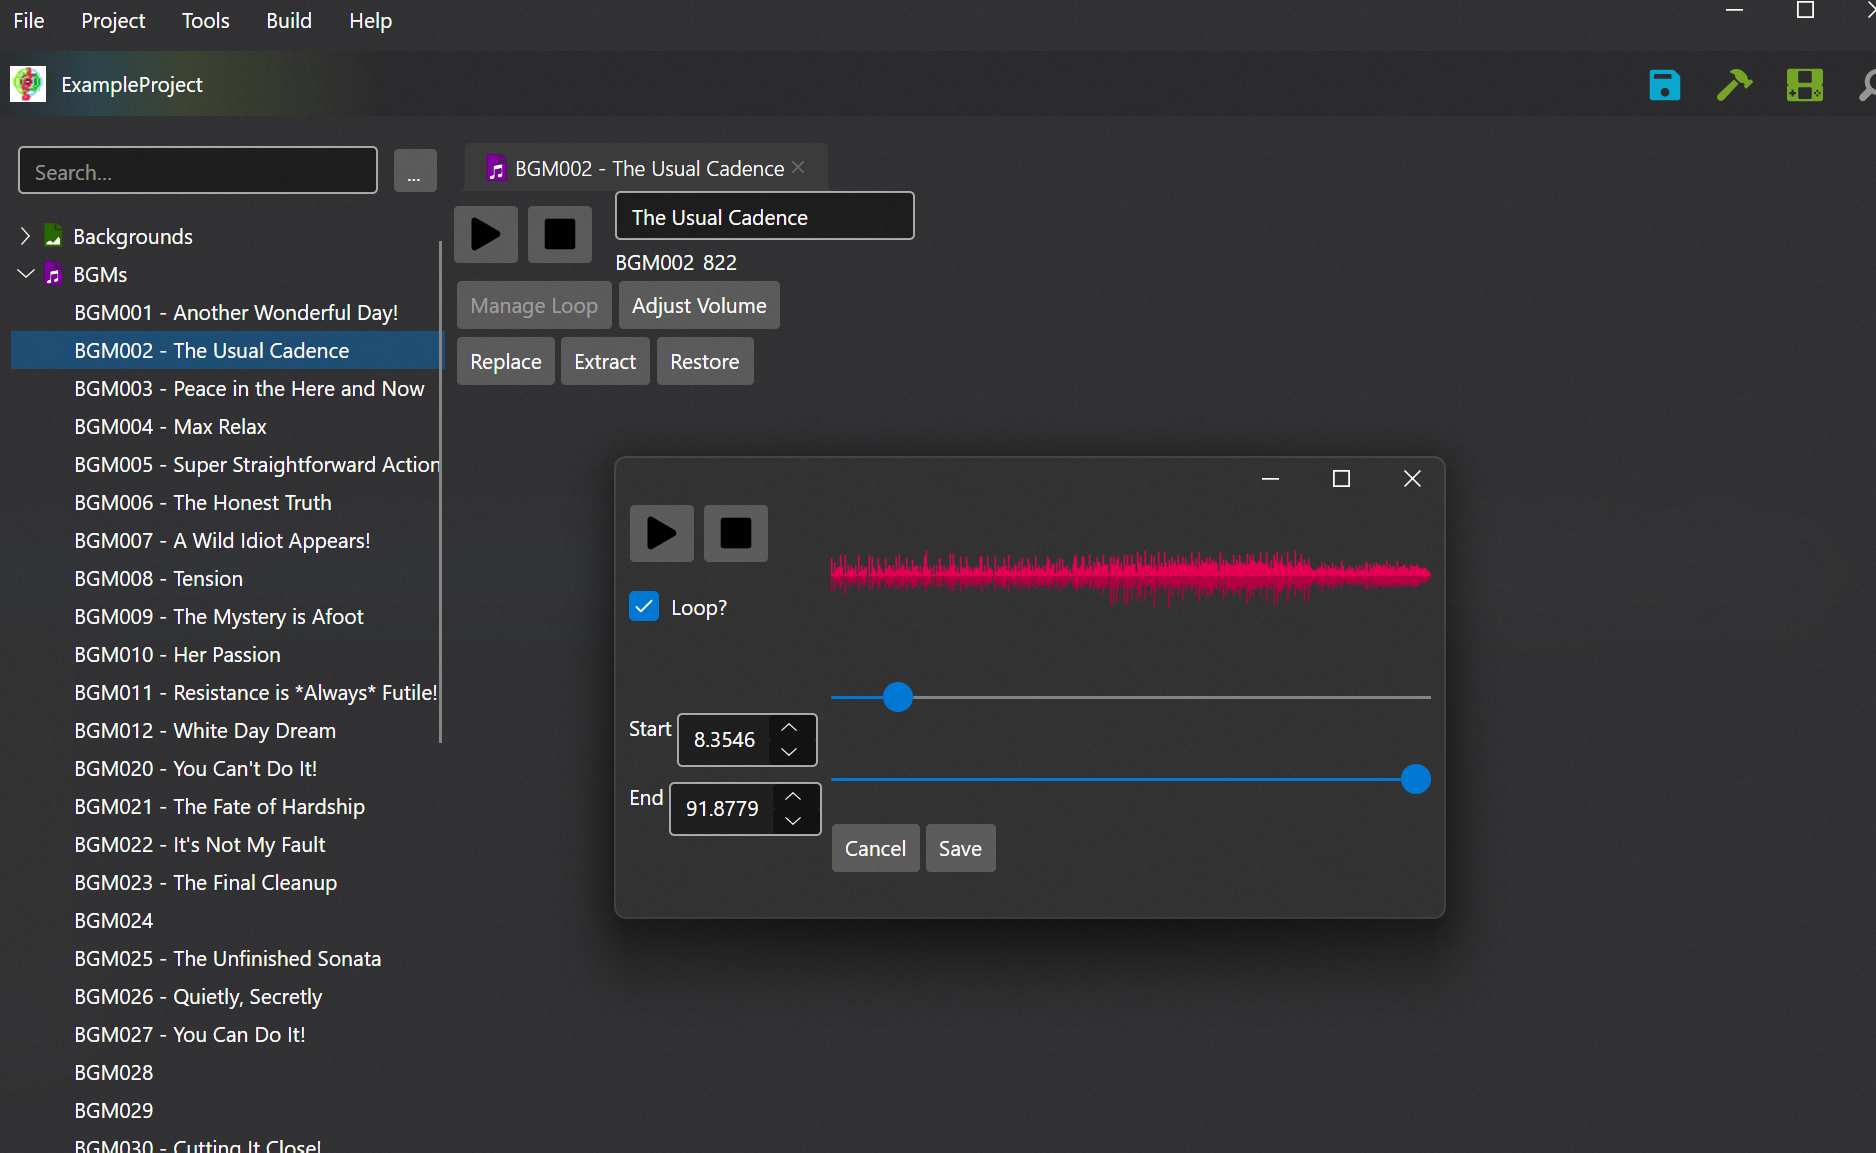 File Project Tools Build Help
ExampleProject
Search...
...
Backgrounds
BGMs
BGM001 - Another Wonderful Day!
BGM002 - The Usual Cadence
BGM003 - Peace in the Here and Now
BGM004 - Max Relax
BGM005 - Super Straightforward Action
BGM006 - The Honest Truth
BGM007 - A Wild Idiot Appears!
BGM008 - Tension
BGM009 - The Mystery is Afoot
BGM010 - Her Passion
BGM011 - Resistance is *Always* Futile!
BGM012 - White Day Dream
BGM020 - You Can't Do It!
BGM021 - The Fate of Hardship
BGM022 - It's Not My Fault
BGM023 - The Final Cleanup
BGM024
BGM025 - The Unfinished Sonata
BGM026 - Quietly, Secretly
BGM027 - You Can Do It!
BGM028
BGM029
BGM030 - Cutting It Close!
BGM002 - The Usual Cadence
The Usual Cadence
BGM002 822
Manage Loop Adjust Volume
Replace Extract Restore
Loop?
Start 8.3546
End 91.8779
Cancel Save